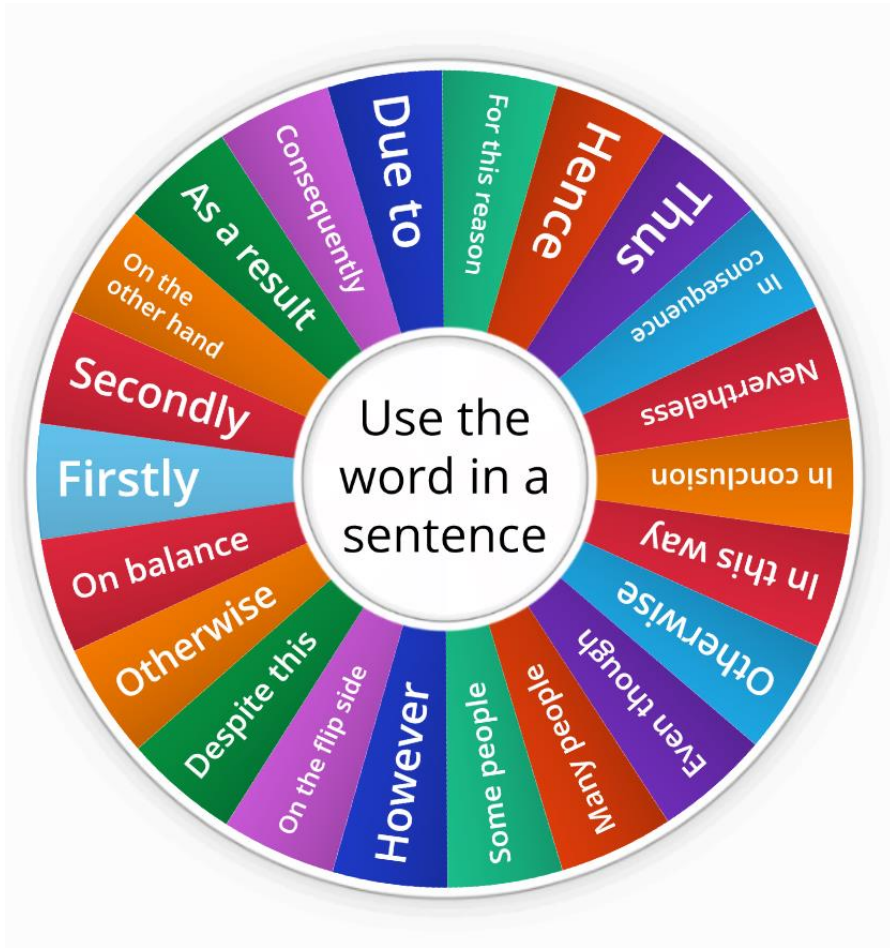 Use the
word in a
sentence
Due to
For this reason
Hence
Thus
In
consequence
Nevertheless
In conclusion
In this way
Otherwise
Even though
Many people
Some people
However
On the flip side
Despite this
Otherwise
On balance
Firstly
Secondly
On the
other hand
As a result
Consequently